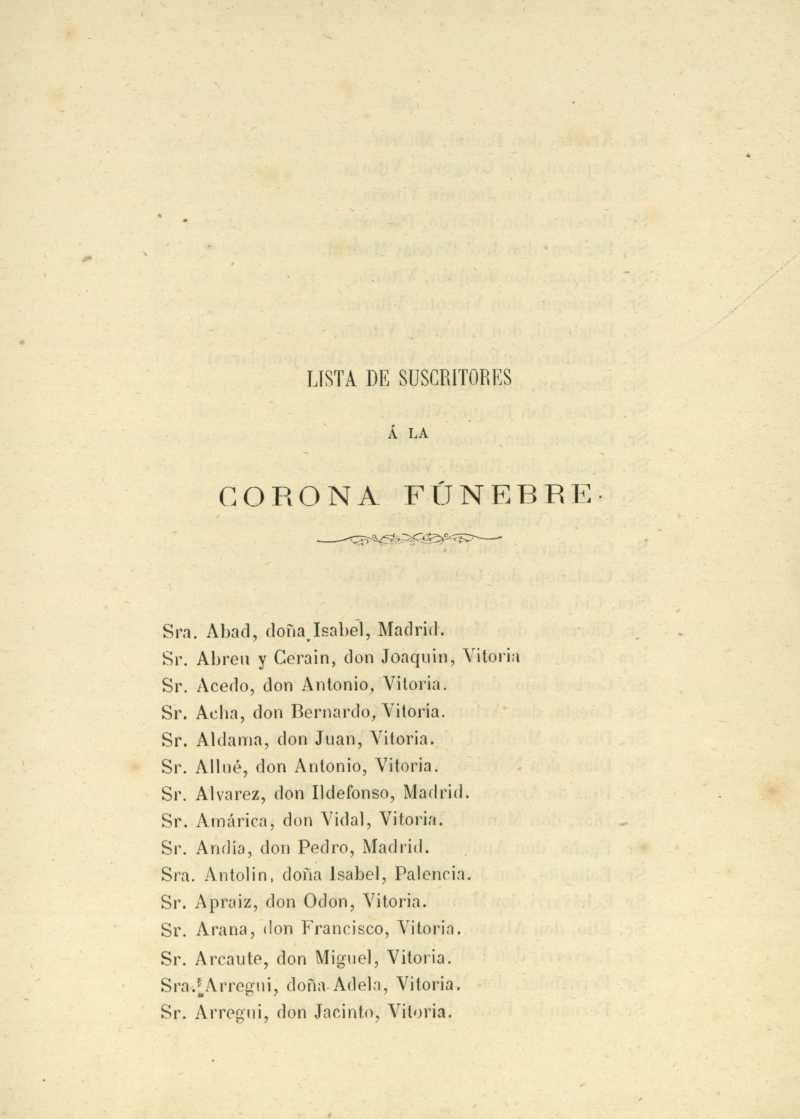 LISTA DE SUSCRITORES
Á LA
CORONA FÚNEBRE.
Sra. Abad, doña Isabel, Madrid.
Sr. Abreu y Cerain, don Joaquin, Vitoria
Sr. Acedo, don Antonio, Vitoria.
Sr. Acha, don Bernardo, Vitoria.
Sr. Aldama, don Juan, Vitoria.
Sr. Allué, don Antonio, Vitoria.
Sr. Alvarez, don Ildefonso, Madrid.
Sr. Amárica, don Vidal, Vitoria.
Sr. Andia, don Pedro, Madrid.
Sra. Antolin, doña Isabel, Palencia.
Sr. Apraiz, don Odon, Vitoria.
Sr. Arana, don Francisco, Vitoria.
Sr. Arcaute, don Miguel, Vitoria.
Sra. Arregui, doña Adela, Vitoria.
Sr. Arregui, don Jacinto, Vitoria.